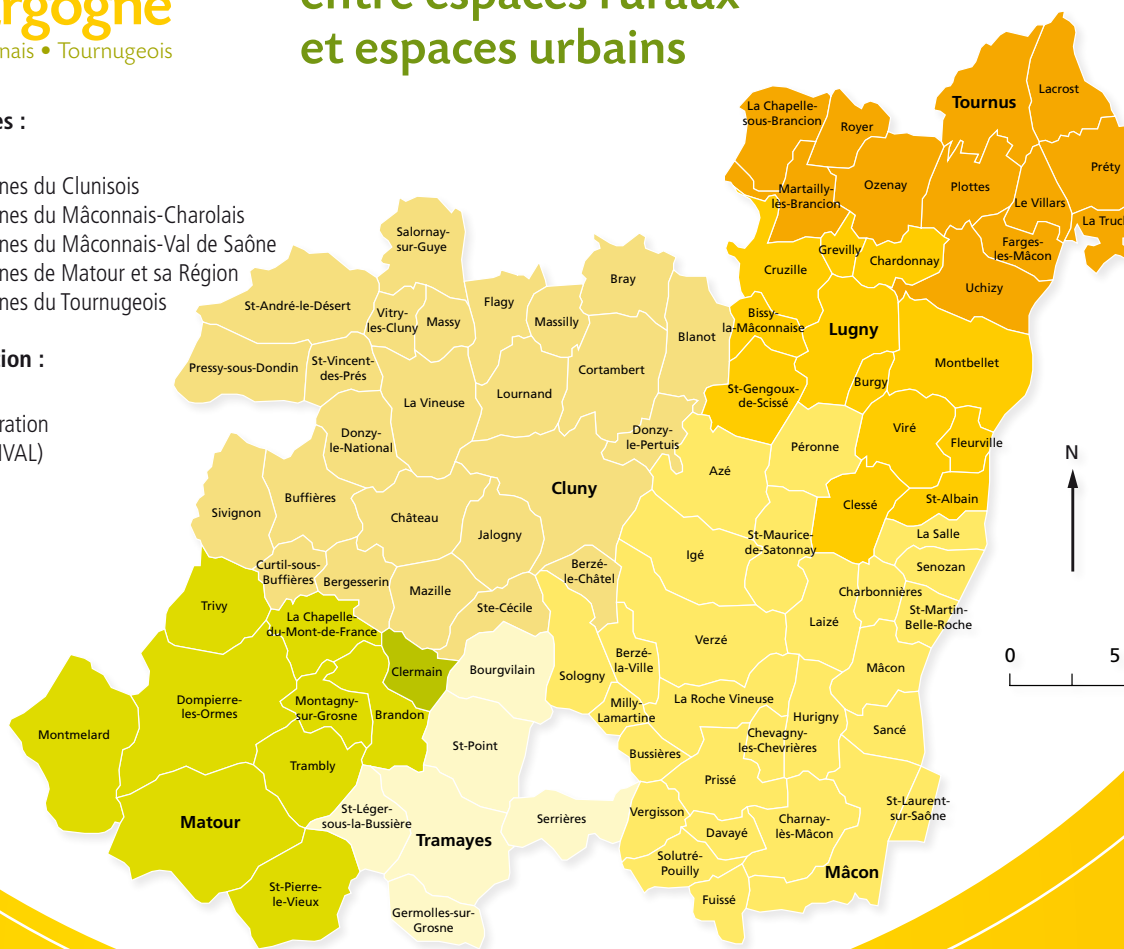 entre espaces ruraux
et espaces urbains
Tournugeois
Clunisois
nes du Clunisois
nes du Mâconnais-Charolais
nes du Mâconnais-Val de Saône
nes de Matour et sa Région
nes du Tournugeois
La Chapelle-
sous-Brancion
Royer
Tournus
Lacrost
Martailly-
lès-Brancion
Ozenay
Plottes
Préty
Le Villars
Farges-
les-Mâcon
Uchizy
Salornay-
sur-Guye
Cruzille
Grevilly
Chardonnay
St-André-le-Désert
Vitry-
les-Cluny
Massy
Flagy
Massilly
Bray
Blanot
Bissy-
la-Mâconnaise
Lugny
Montbellet
Pressy-sous-Dondin
St-Vincent-
des-Prés
La Vineuse
Lournand
Cortambert
St-Gengoux-
de-Scissé
Burgy
Donzy-
le-National
Donzy-
le-Pertuis
Azé
Péronne
Viré
Fleurville
N
Sivignon
Buffières
Château
Jalogny
Cluny
Clessé
St-Albain
Igé
St-Maurice-
de-Satonnay
La Salle
Senozan
Curtil-sous-
Buffières
Bergesserin
Mazille
Ste-Cécile
Berzé-
le-Châtel
Charbonnières
St-Martin-
Belle-Roche
Trivy
La Chapelle-
du-Mont-de-France
Clermain
Bourgvilain
Sologny
Berzé-
la-Ville
Verzé
Laizé
Mâcon
0
5
Montmelard
Dompierre-
les-Ormes
Montagny-
sur-Grosne
Brandon
St-Point
Milly-
Lamartine
La Roche Vineuse
Hurigny
Chevagny-
les-Chevrières
Sancé
Trambly
Bussières
Prissé
Matour
St-Léger-
sous-la-Bussière
Tramayes
Serrières
Vergisson
Davayé
Charnay-
lès-Mâcon
St-Laurent-
sur-Saône
Solutré-
Pouilly
Mâcon
St-Pierre-
le-Vieux
Germolles-sur-
Grosne
Fuissé